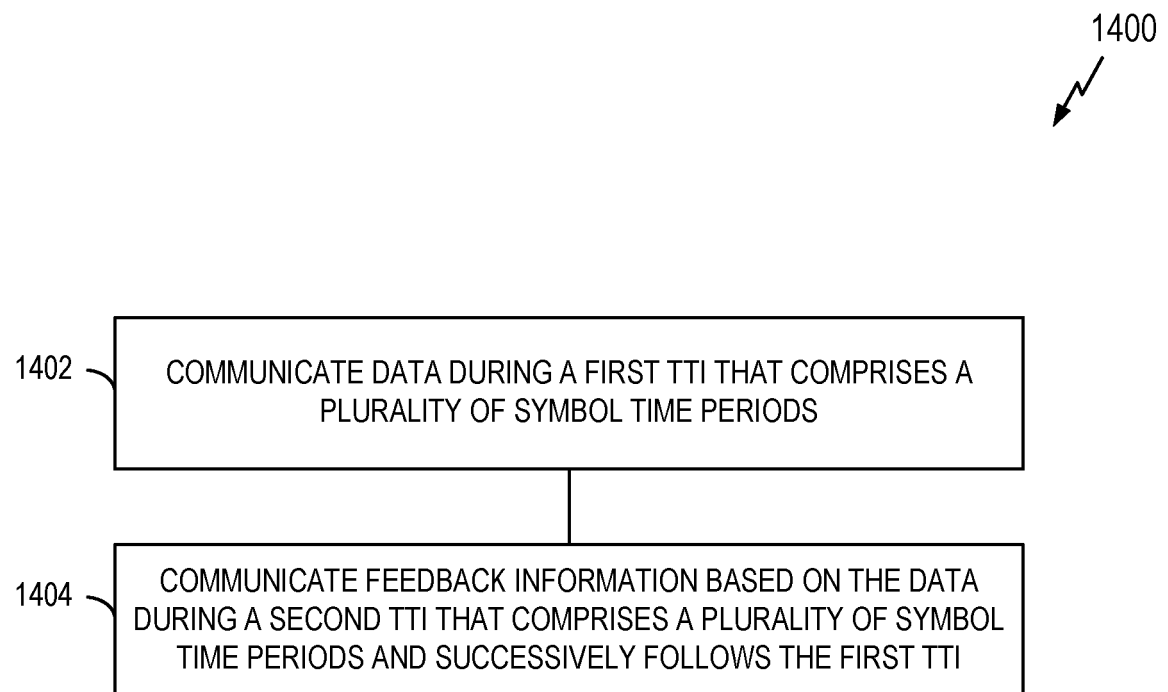 1400
1402
COMMUNICATE DATA DURING A FIRST TTI THAT COMPRISES A
PLURALITY OF SYMBOL TIME PERIODS
1404
COMMUNICATE FEEDBACK INFORMATION BASED ON THE DATA
DURING A SECOND TTI THAT COMPRISES A PLURALITY OF SYMBOL
TIME PERIODS AND SUCCESSIVELY FOLLOWS THE FIRST TTI